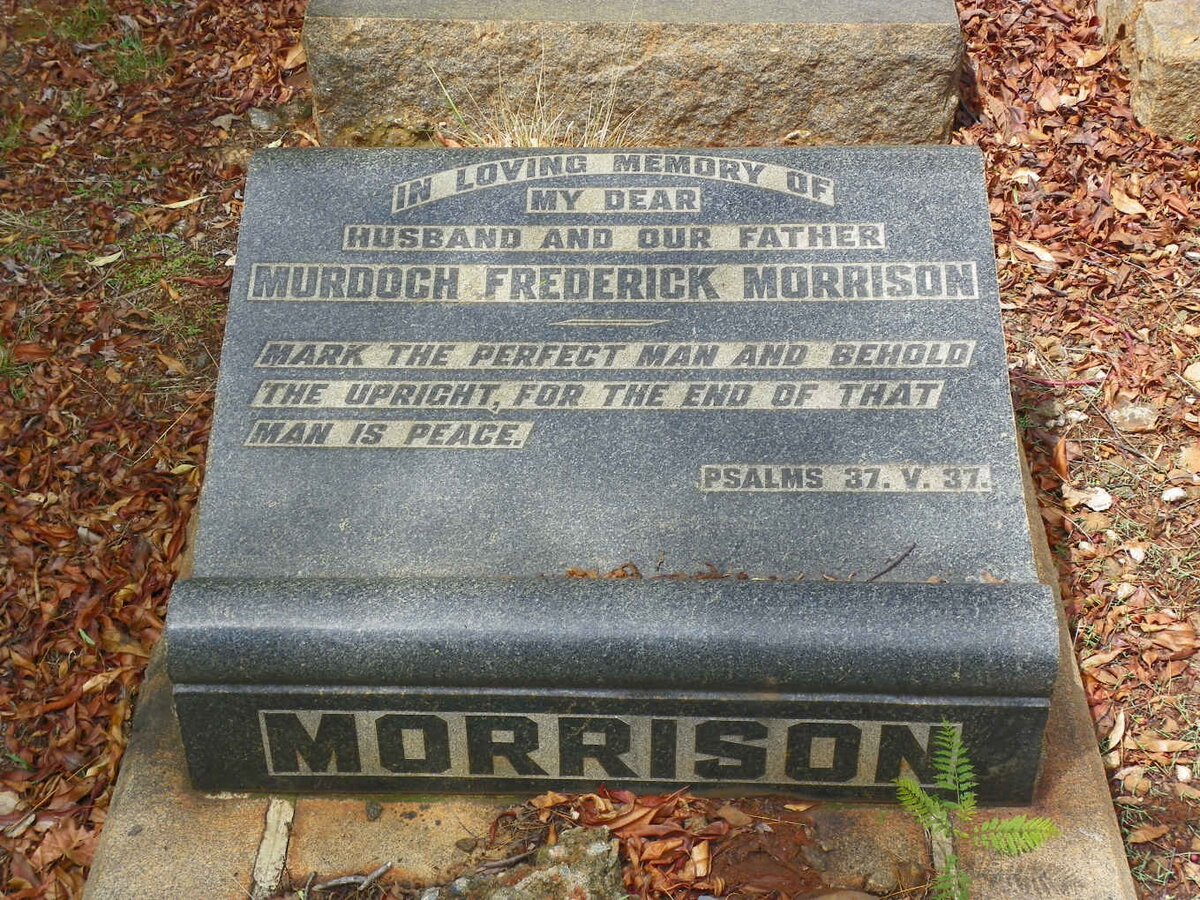 IN LOVING MEMORY OF
MY DEAR
HUSBAND AND OUR FATHER
MURDOCH FREDERICK MORRISON
MARK THE PERFECT MAN AND BEHOLD
THE UPRIGHT, FOR THE END OF THAT
MAN IS PEACE.
PSALMS 37. V. 37.
MORRISON